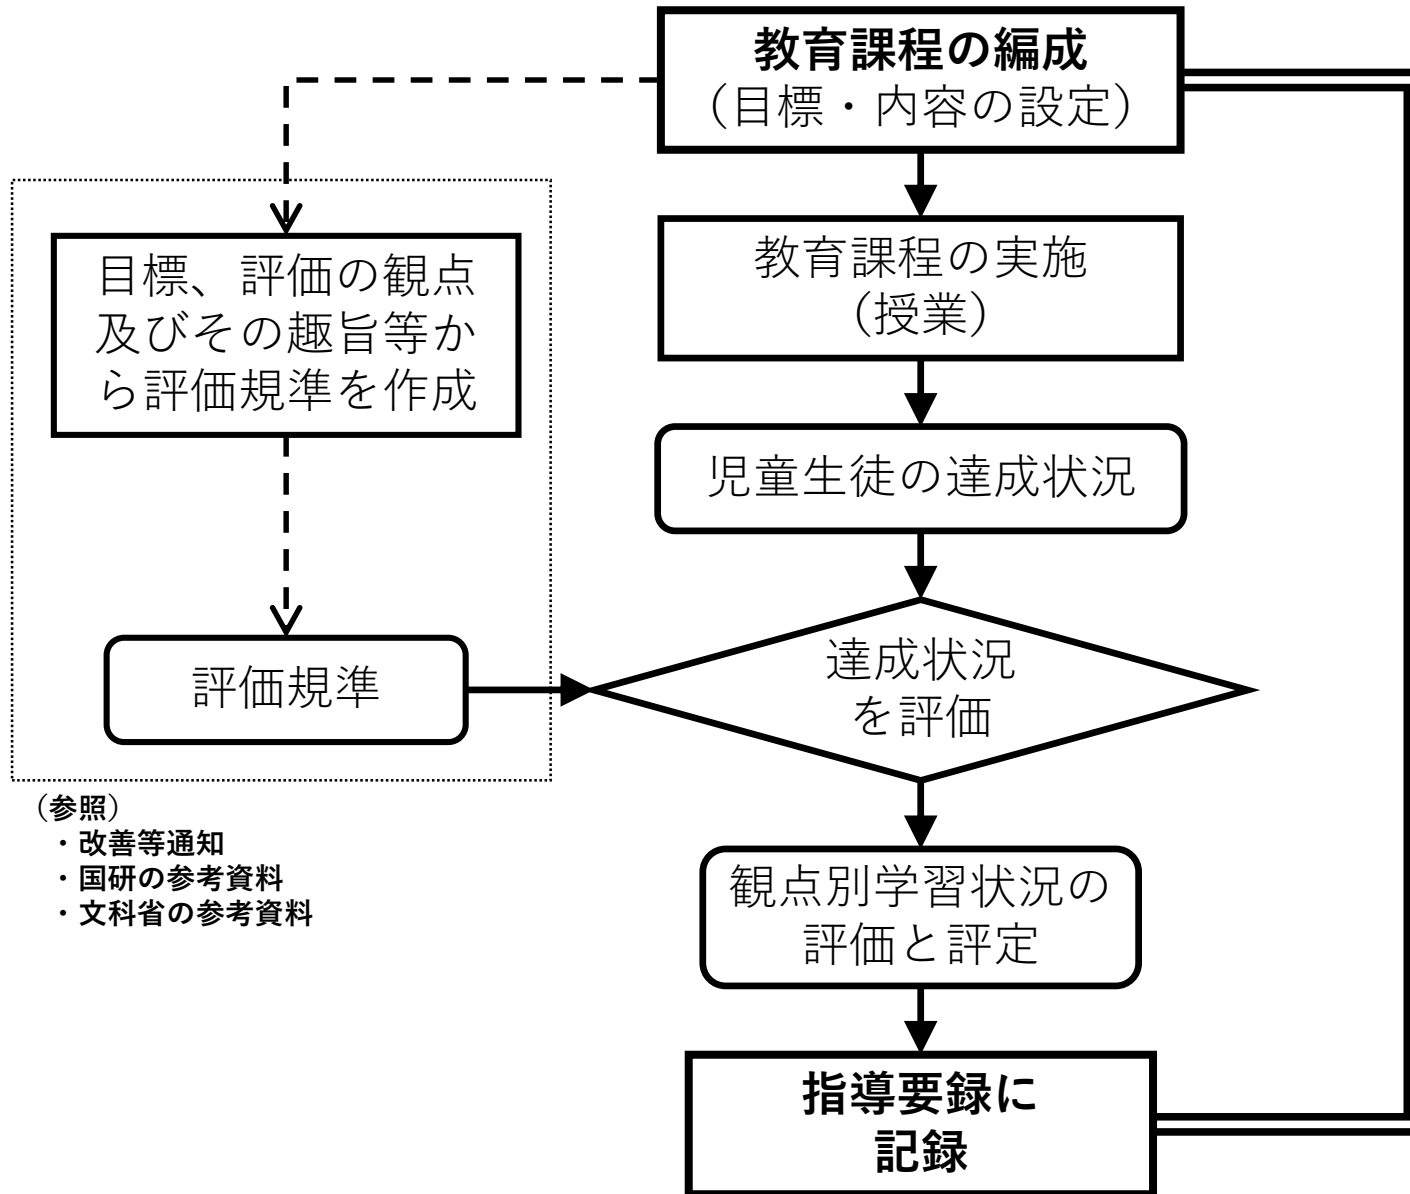 教育課程の編成
（目標・内容の設定）
教育課程の実施
（授業）
目標、評価の観点
及びその趣旨等か
ら評価規準を作成
児童生徒の達成状況
評価規準
達成状況
を評価
（参照）
・改善等通知
・国研の参考資料
・文科省の参考資料
観点別学習状況の
評価と評定
指導要録に
記録